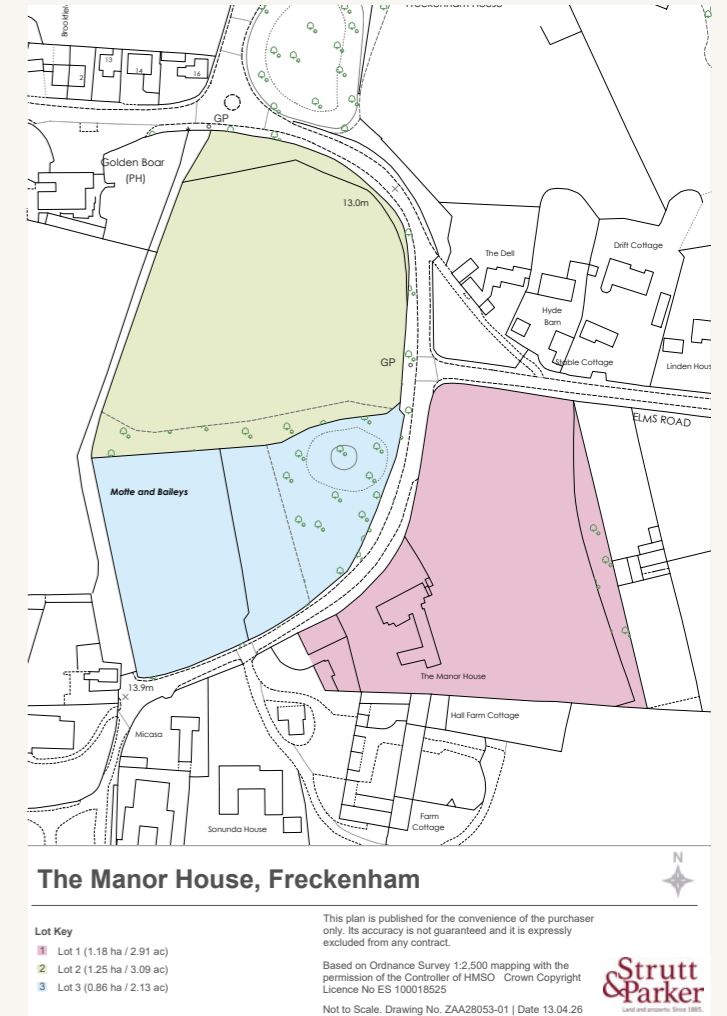 Freckenham House
Brookfiel
13
14
16
2
GP
Golden Boar
(PH)
13.0m
The Dell
Drift Cottage
Hyde
Barn
GP
Stable Cottage
Linden Hous
ELMS ROAD
Motte and Baileys
The Manor House
13.9m
Hall Farm Cottage
Micasa
Sonunda House
Farm
Cottage
The Manor House, Freckenham
N
Lot Key
1 Lot 1 (1.18 ha / 2.91 ac)
2 Lot 2 (1.25 ha / 3.09 ac)
3 Lot 3 (0.86 ha / 2.13 ac)
This plan is published for the convenience of the purchaser
only. Its accuracy is not guaranteed and it is expressly
excluded from any contract.
Based on Ordnance Survey 1:2,500 mapping with the
permission of the Controller of HMSO Crown Copyright
Licence No ES 100018525
Not to Scale. Drawing No. ZAA28053-01 | Date 13.04.26
Strutt
&Parker
Land and property. Since 1885.